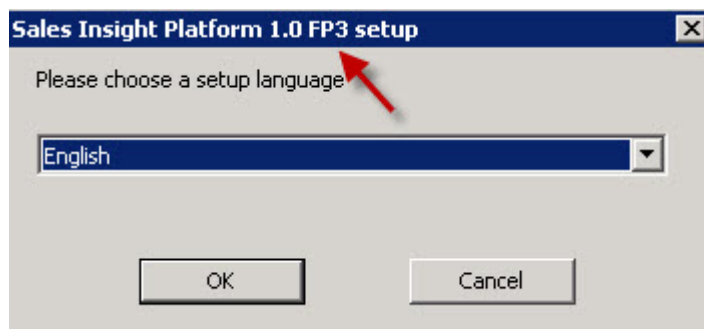 Sales Insight Platform 1.0 FP3 setup
Please choose a setup language
English
OK Cancel